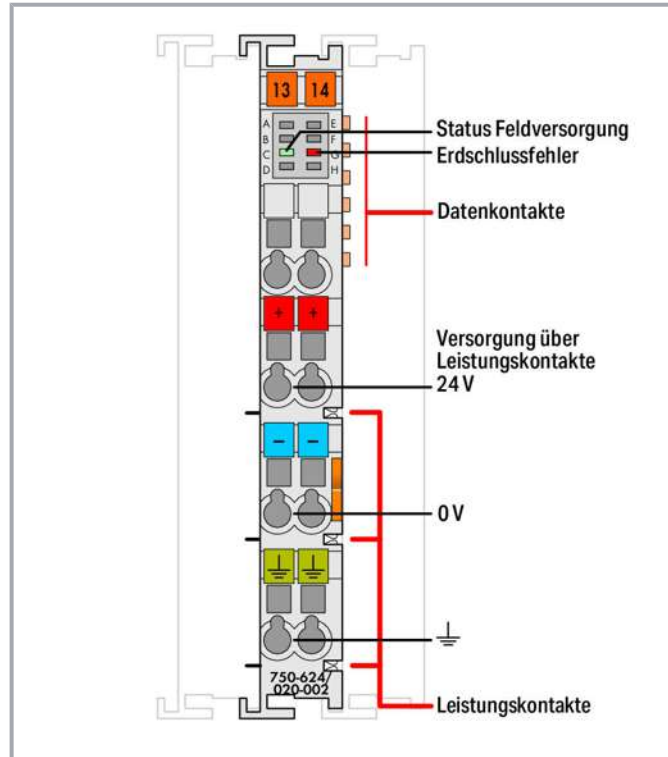 13 14
A E
B F
C G
D H
Status Feldversorgung
Erdschlussfehler
Datenkontakte
+ +
Versorgung über
Leistungskontakte
24 V
− −
0 V
750-624/
020-002
Leistungskontakte